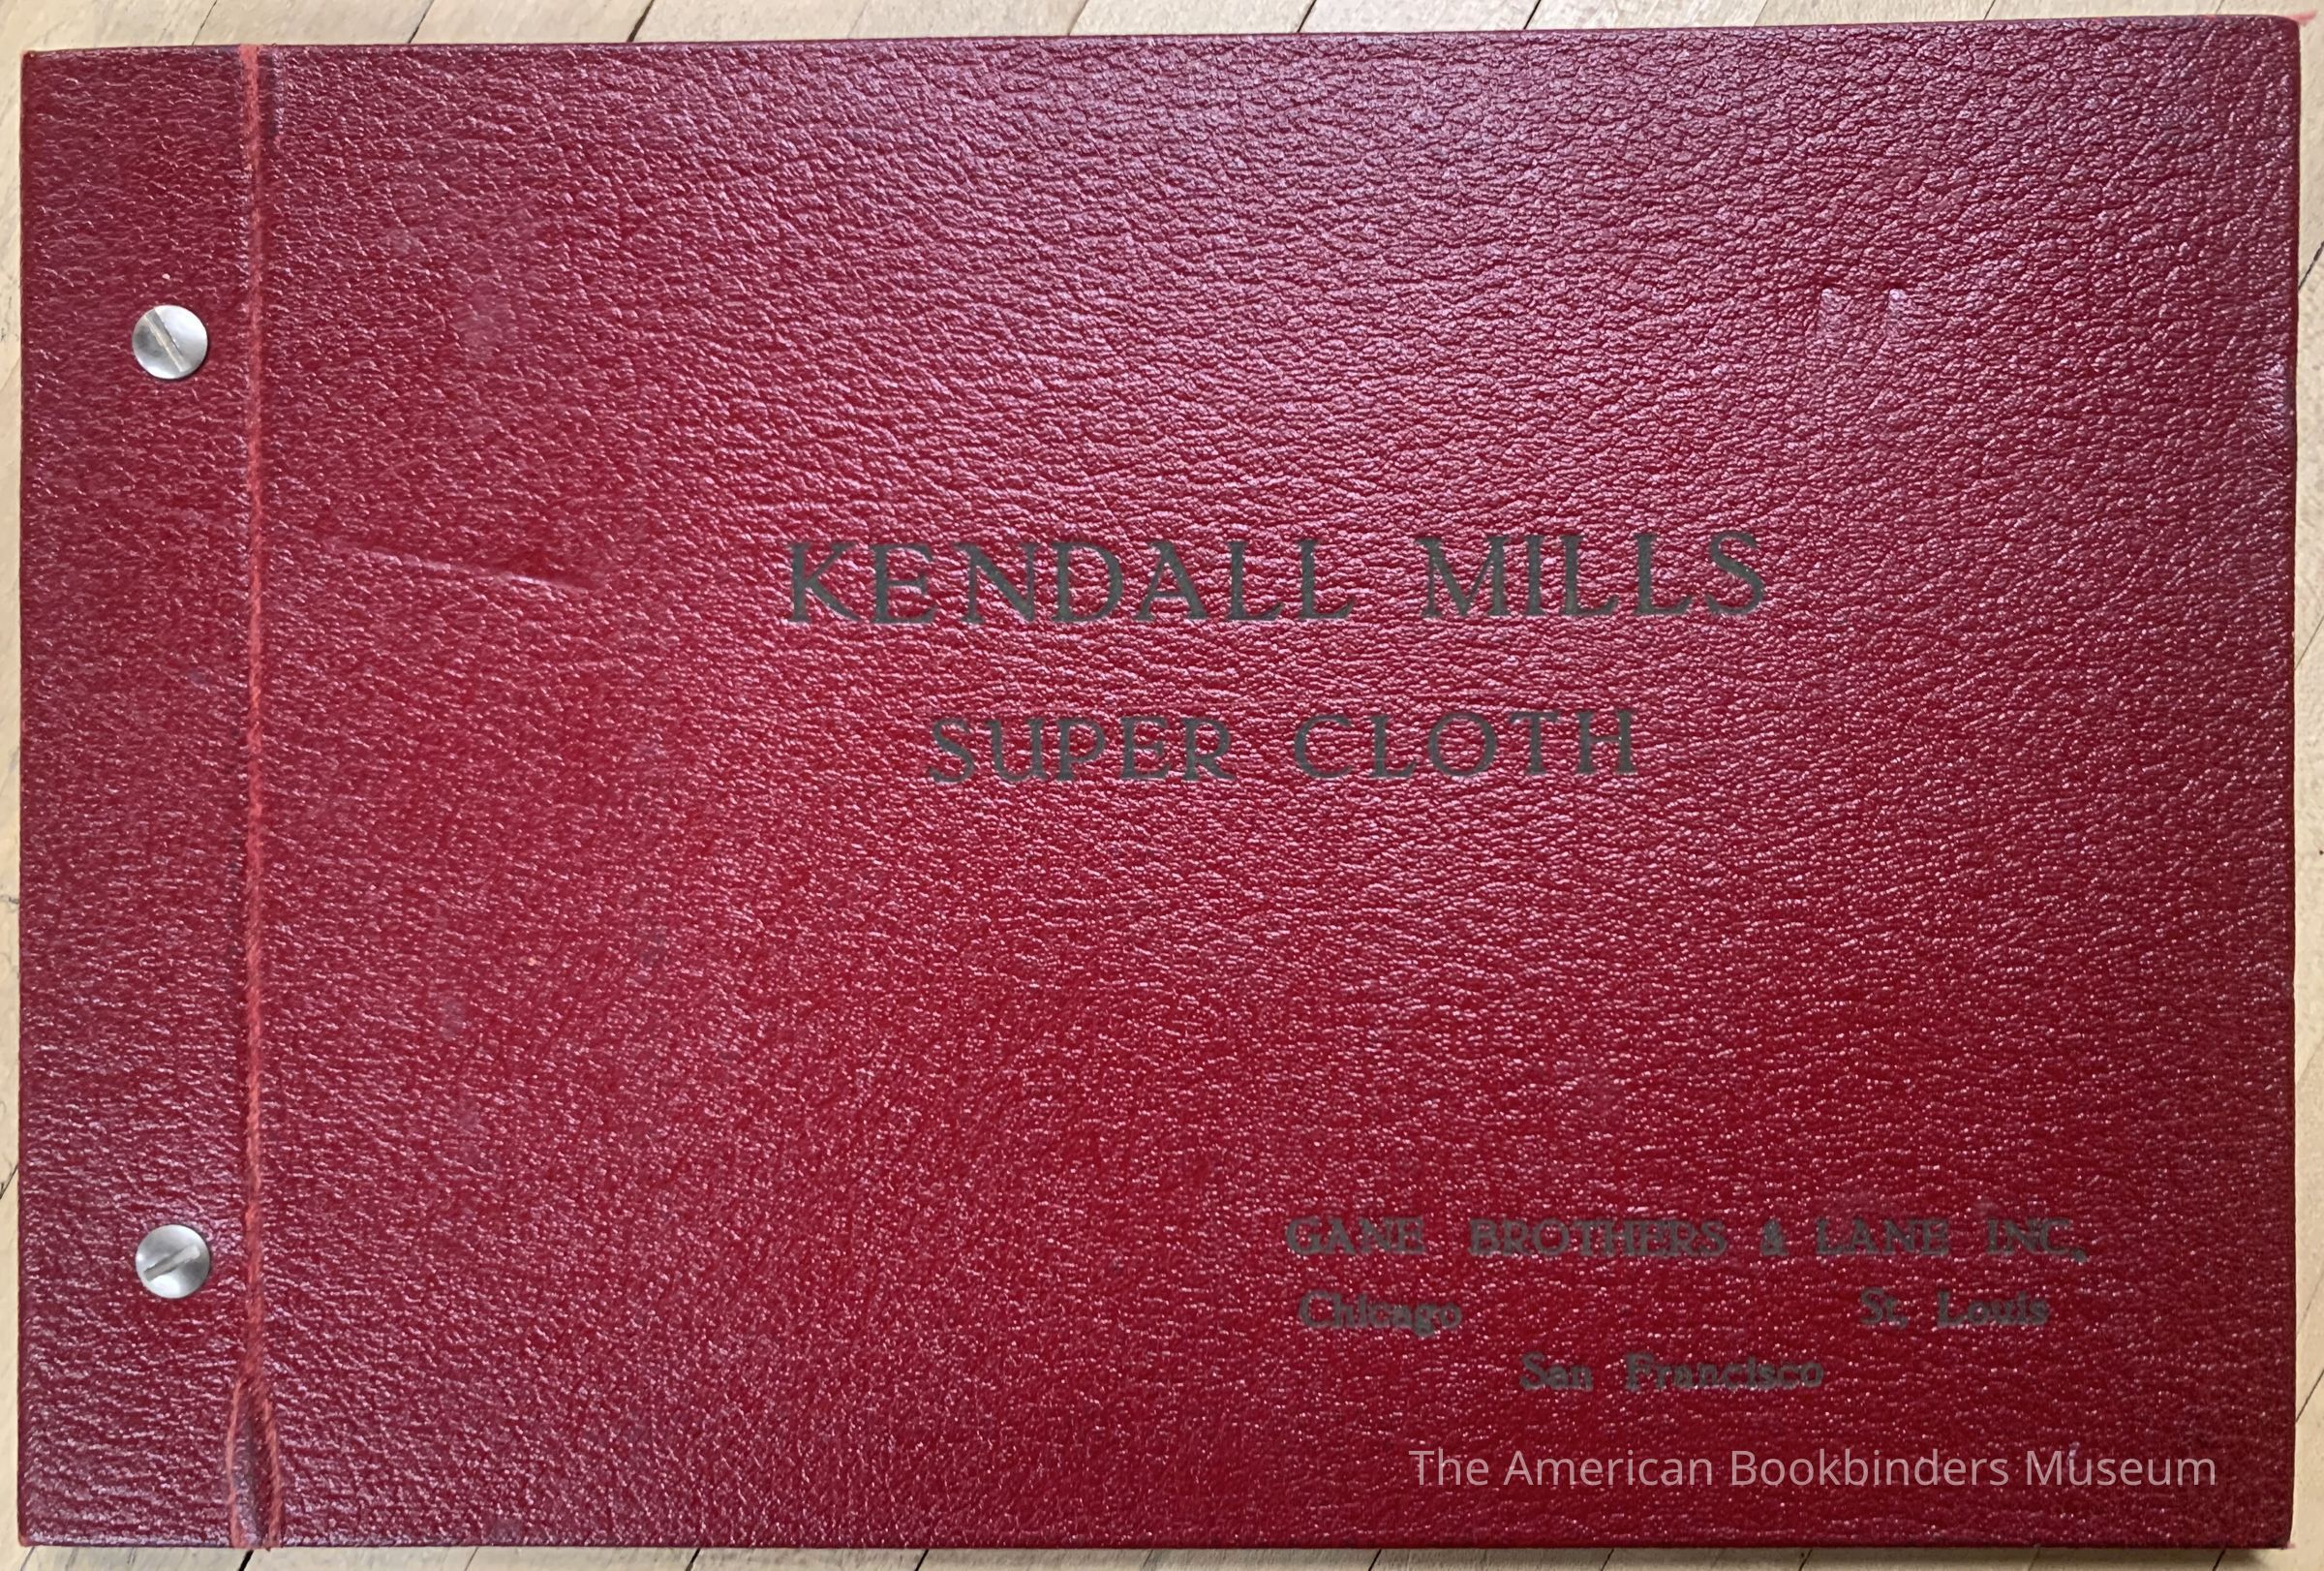 KENDALL MILLS
SUPER CLOTH
GANE BROTHERS & LANE INC,
Chicago St, Louis
San Francisco
The American Bookbinders Museum